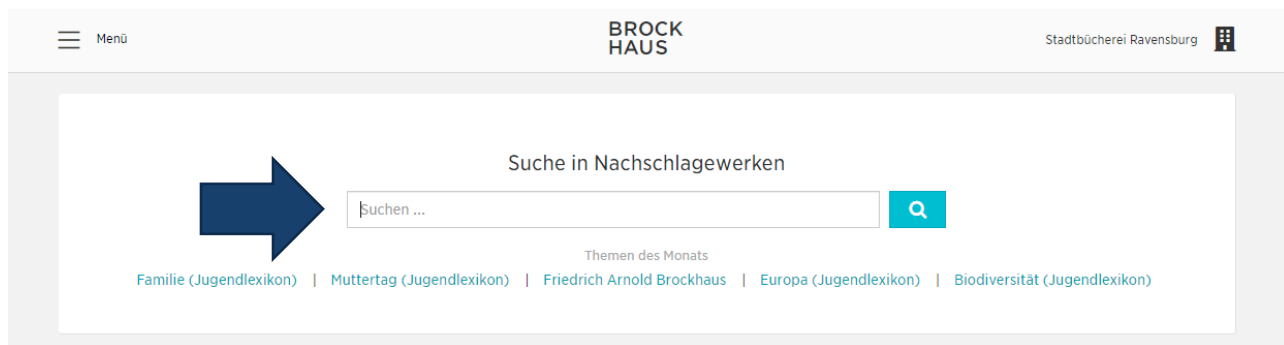 Menü
BROCK
HAUS
Stadtbücherei Ravensburg
Suche in Nachschlagewerken
Suchen ...
Themen des Monats
Familie (Jugendlexikon) | Muttertag (Jugendlexikon) | Friedrich Arnold Brockhaus | Europa (Jugendlexikon) | Biodiversität (Jugendlexikon)